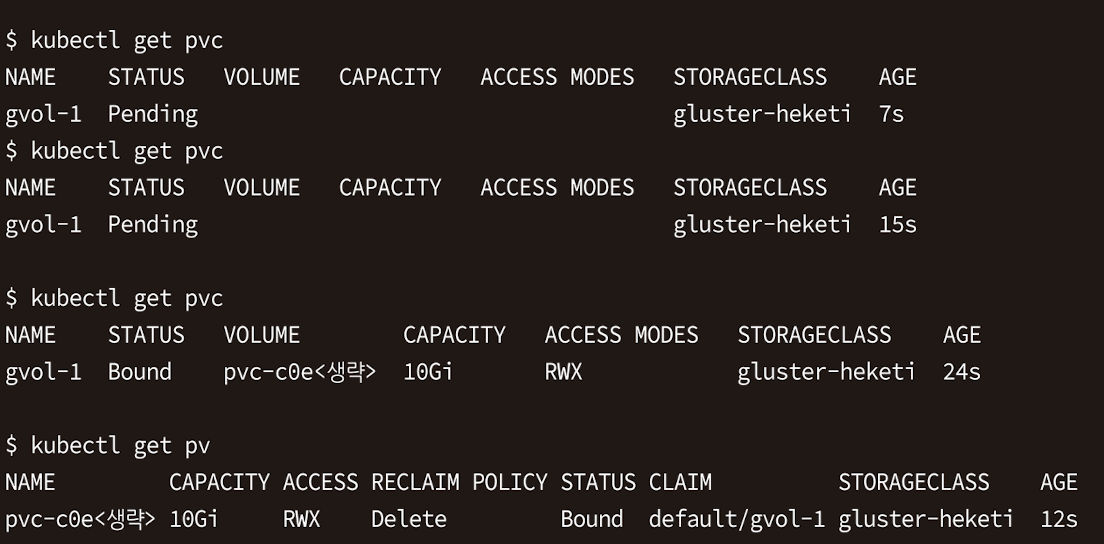 $ kubectl get pvc
NAME STATUS VOLUME CAPACITY ACCESS MODES STORAGECLASS AGE
gvol-1 Pending gluster-heketi 7s
$ kubectl get pvc
NAME STATUS VOLUME CAPACITY ACCESS MODES STORAGECLASS AGE
gvol-1 Pending gluster-heketi 15s
$ kubectl get pvc
NAME STATUS VOLUME CAPACITY ACCESS MODES STORAGECLASS AGE
gvol-1 Bound pvc-c0e<생략> 10Gi RWX gluster-heketi 24s
$ kubectl get pv
NAME CAPACITY ACCESS RECLAIM POLICY STATUS CLAIM STORAGECLASS AGE
pvc-c0e<생략> 10Gi RWX Delete Bound default/gvol-1 gluster-heketi 12s